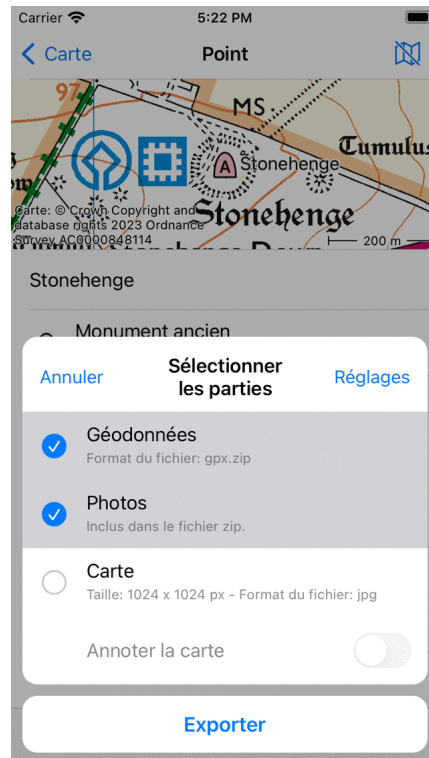 Carrier 5:22 PM
Carte Point
97
MS.
Tumulus
A Stonehenge
Stonehenge
Carte: © Crown Copyright and
database rights 2023 Ordnance
Survey AC0000848114
200 m
Stonehenge
Monument ancien
Annuler Sélectionner les parties Réglages
Géodonnées
Format du fichier: gpx.zip
Photos
Inclus dans le fichier zip.
Carte
Taille: 1024 x 1024 px - Format du fichier: jpg
Annoter la carte
Exporter